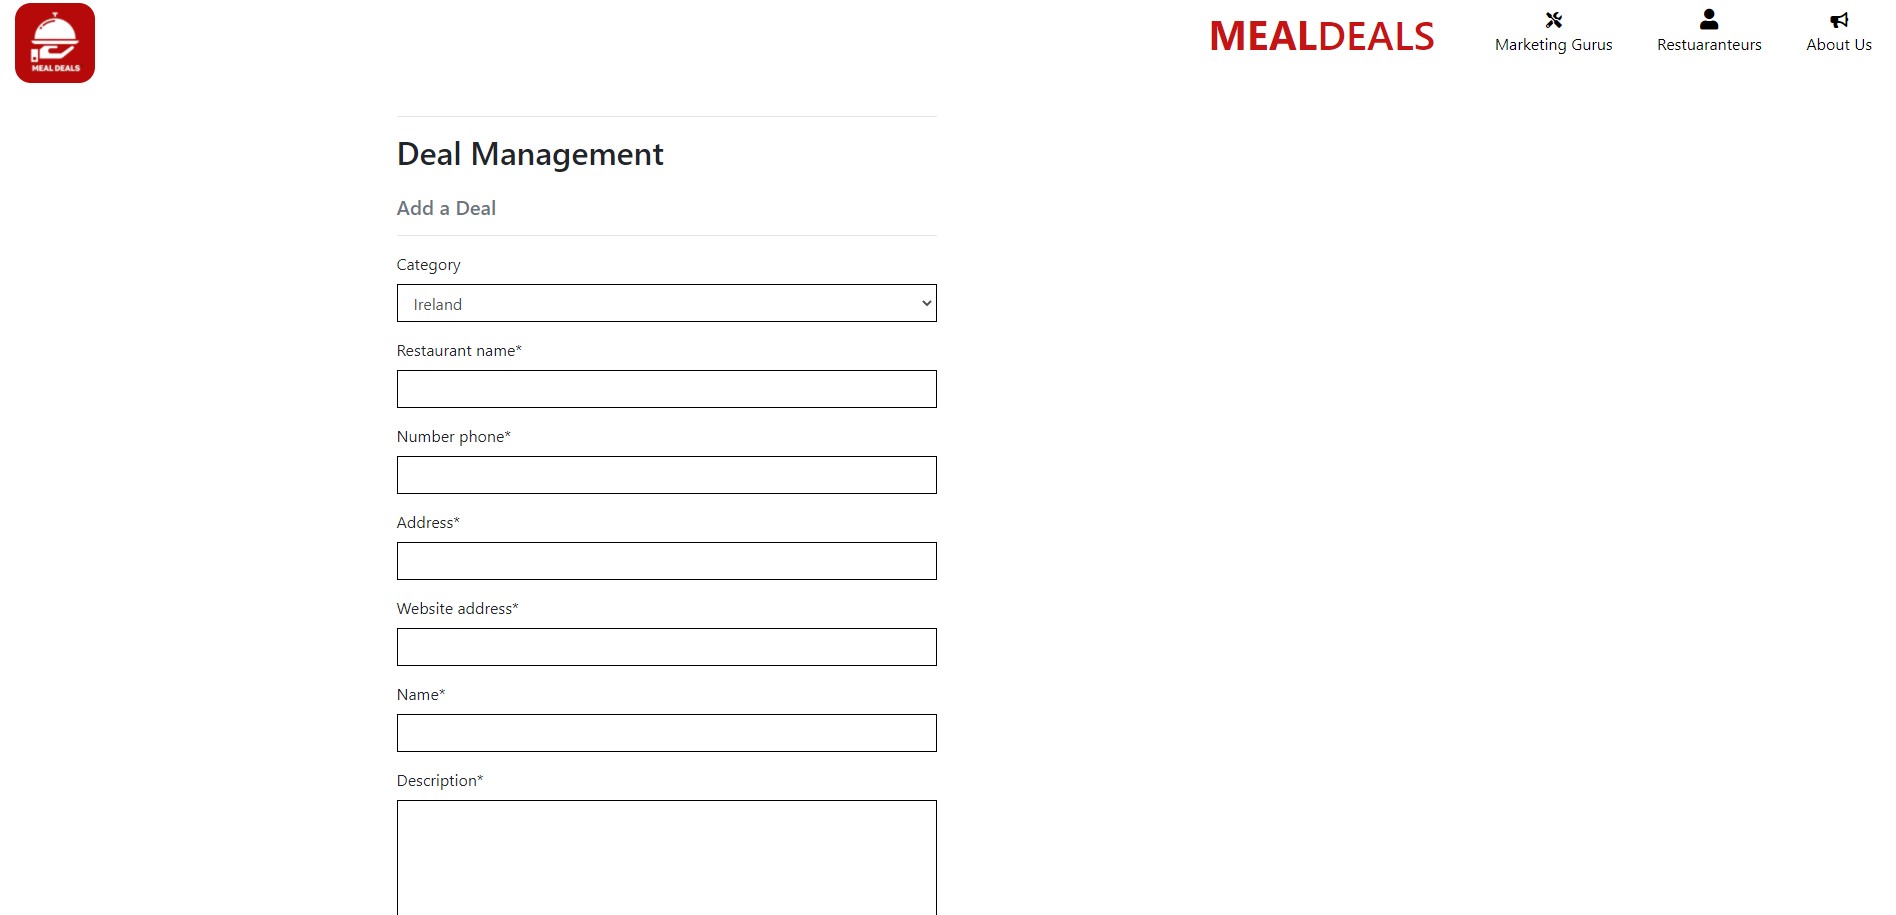 MEAL DEALS
MEALDEALS
Marketing Gurus
Restuaranteurs
About Us
Deal Management
Add a Deal
Category
Ireland
Restaurant name*
Number phone*
Address*
Website address*
Name*
Description*